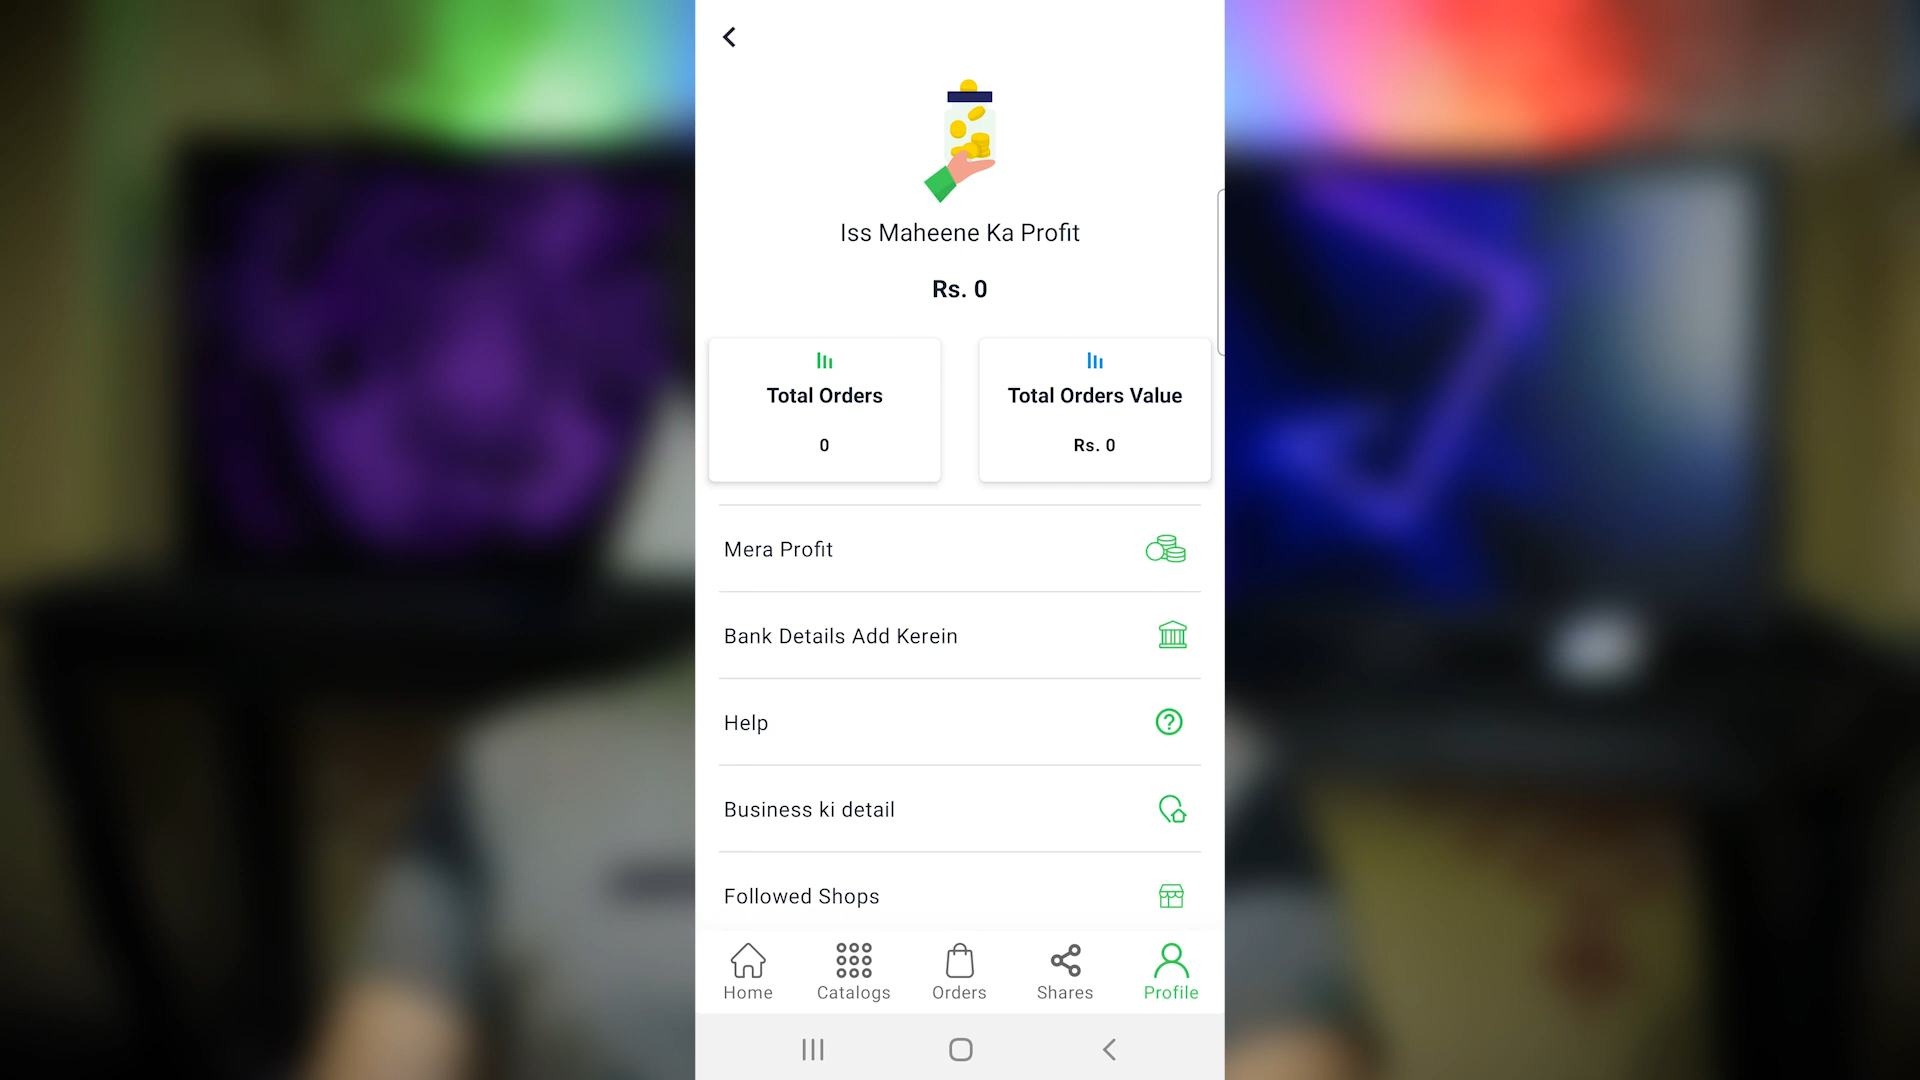 Iss Maheene Ka Profit
Rs. 0
Total Orders
0
Total Orders Value
Rs. 0
Mera Profit
Bank Details Add Kerein
Help
Business ki detail
Followed Shops
Home
Catalogs
Orders
Shares
Profile